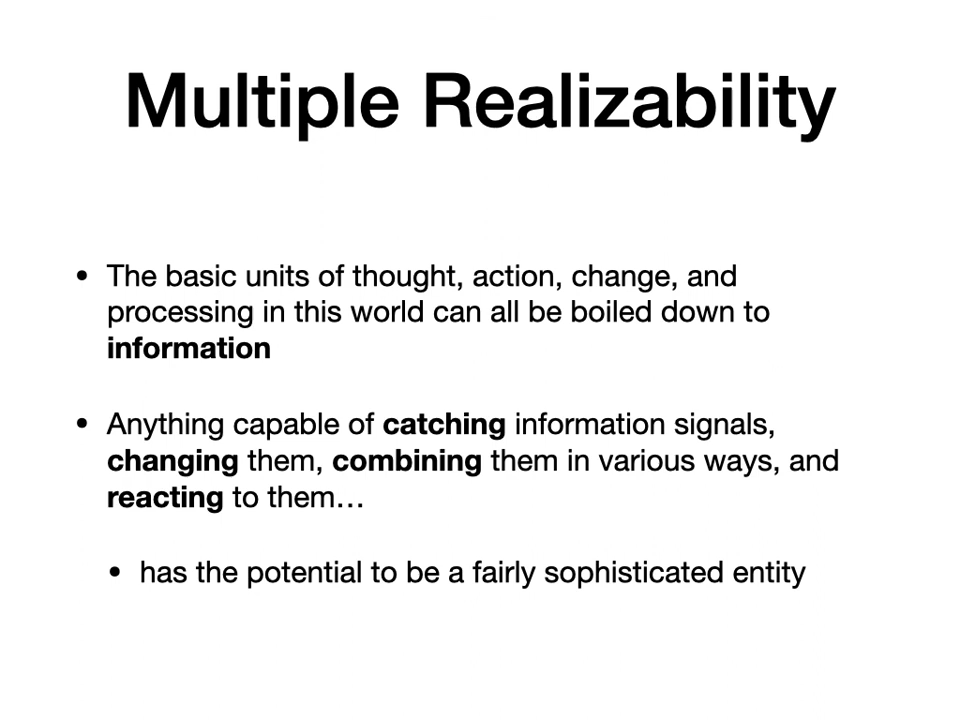 Multiple Realizability
• The basic units of thought, action, change, and
processing in this world can all be boiled down to
information
• Anything capable of catching information signals,
changing them, combining them in various ways, and
reacting to them…
• has the potential to be a fairly sophisticated entity